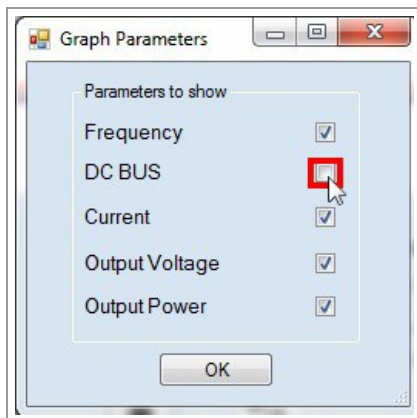 Graph Parameters
Parameters to show
Frequency
DC BUS
Current
Output Voltage
Output Power
OK